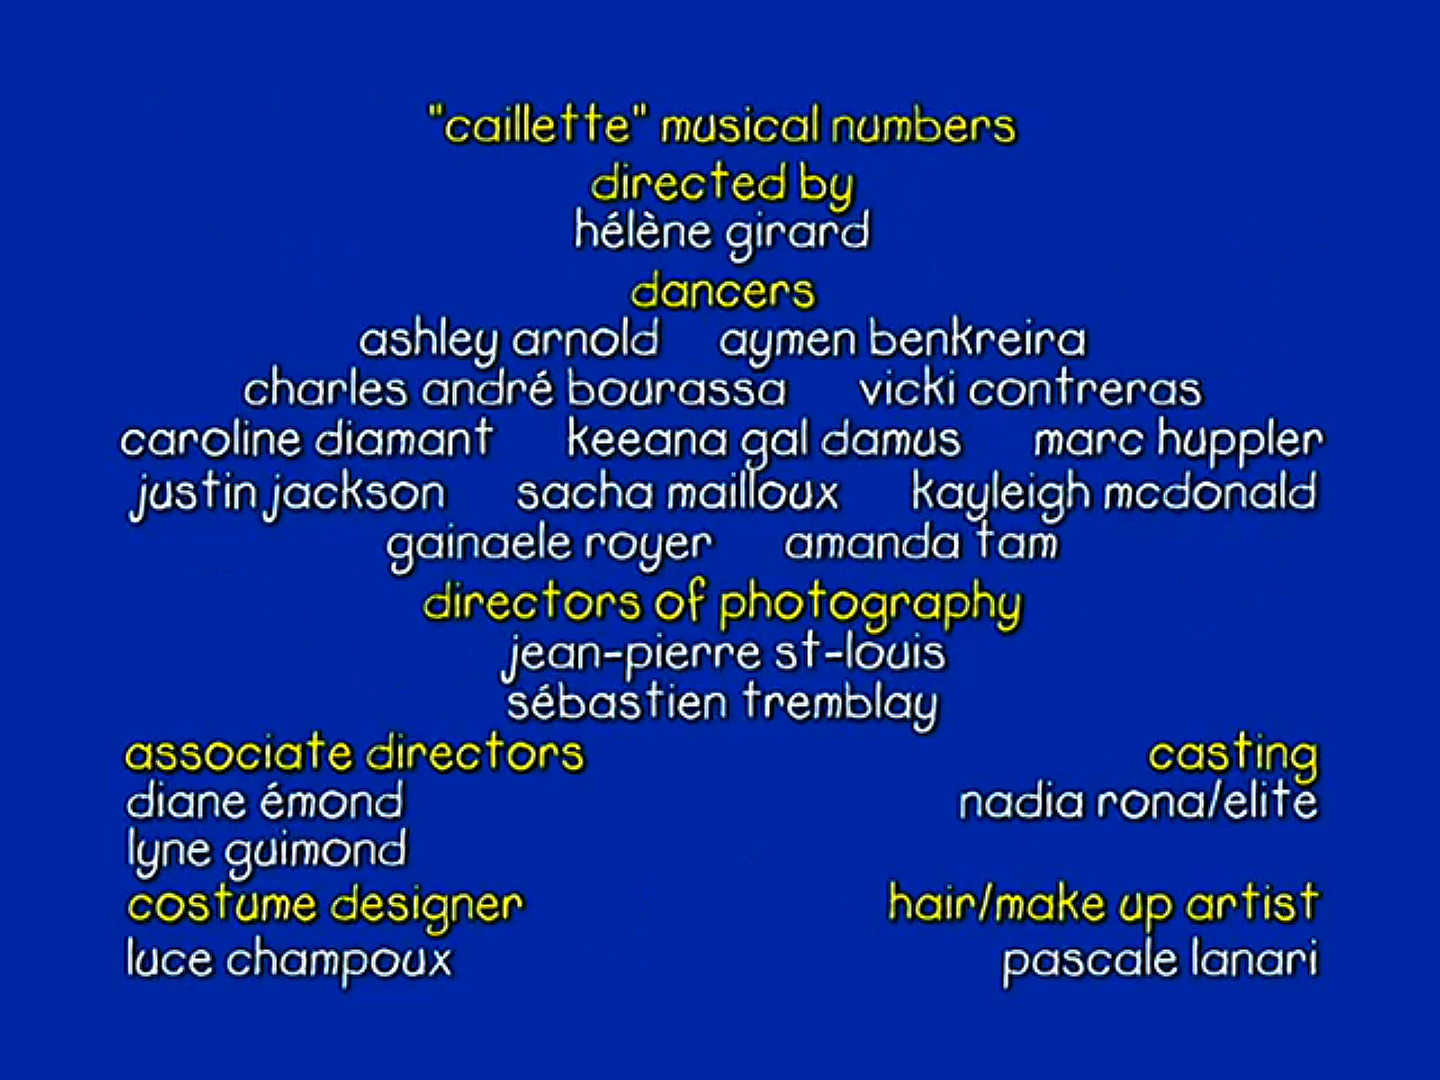 "caillette" musical numbers
directed by
hélène girard
dancers
ashley arnold aymen benkreira
charles andré bourassa vicki contreras
caroline diamant keeana gal damus marc huppler
justin jackson sacha mailloux kayleigh mcdonald
gainaele royer amanda tam
directors of photography
jean-pierre st-louis
sébastien tremblay
associate directors casting
diane émond nadia rona/elite
lyne guimond
costume designer hair/make up artist
luce champoux pascale lanari